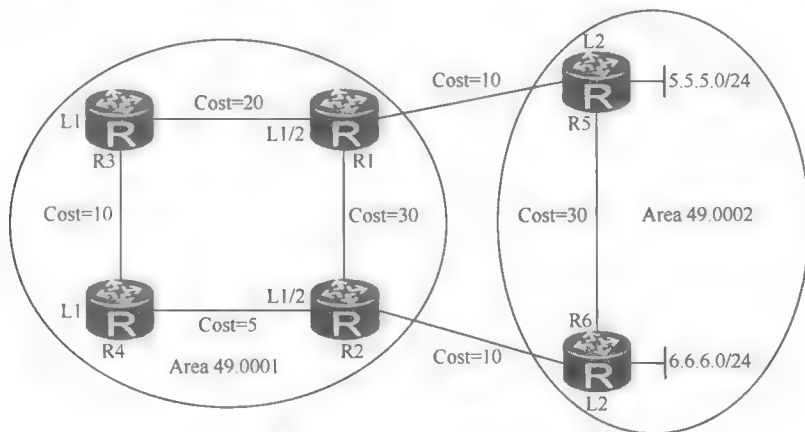 L2
Cost=10
5.5.5.0/24
R
R5
L1
R
R3
Cost=20
L1/2
R
R1
Cost=10
Cost=30
Cost=30
Area 49.0002
L1
R
R4
Cost=5
L1/2
R
R2
Area 49.0001
Cost=10
R6
R
L2
6.6.6.0/24